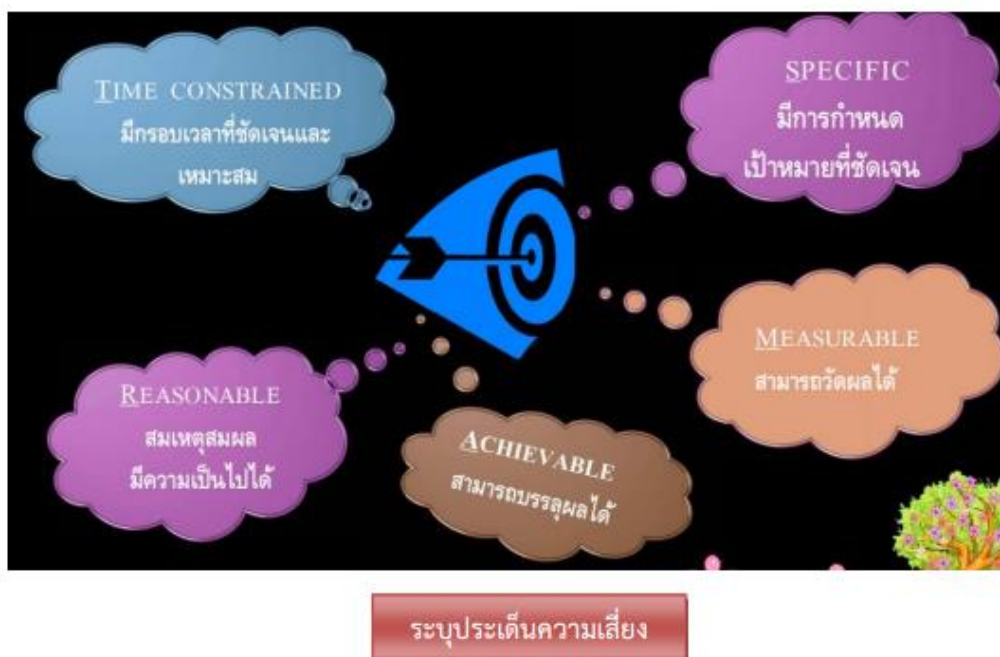 TIME CONSTRAINED
มีกรอบเวลาที่ชัดเจนและ
เหมาะสม
SPECIFIC
มีการกำหนด
เป้าหมายที่ชัดเจน
MEASURABLE
สามารถวัดผลได้
REASONABLE
สมเหตุสมผล
มีความเป็นไปได้
ACHIEVABLE
สามารถบรรลุผลได้
ระบุประเด็นความเสี่ยง